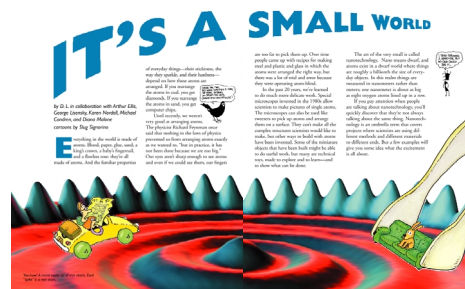 IT'S A SMALL WORLD
by D. L. in collaboration with Arthur Ellis,
George Lisensky, Karen Nordell, Michael
Condren, and Diana Malone
cartoons by Slug Signorino
Everything in the world is made of
atoms. Blood, paper, glue, sand, a
king's crown, a baby's fingernail,
and a flawless rose: they're all
made of atoms. And the familiar properties
of everyday things—their stickiness, the
way they sparkle, and their hardness—
depend on how those atoms are
arranged. If you rearrange
the atoms in coal, you get
diamonds. If you rearrange
the atoms in sand, you get
computer chips.
Until recently, we weren't
very good at arranging atoms.
The physicist Richard Feynman once
said that nothing in the laws of physics
prevented us from arranging atoms exactly
as we wanted to, "but in practice, it has
not been done because we are too big."
Our eyes aren't sharp enough to see atoms
and even if we could see them, our fingers
are too fat to pick them up. Over time
people came up with recipes for making
steel and plastic and glass in which the
atoms were arranged the right way, but
there was a lot of trial and error because
they were operating atom-blind.
In the past 20 years, we've learned
to do much more delicate work. Special
microscopes invented in the 1980s allow
scientists to make pictures of single atoms.
The microscopes can also be used like
tweezers to pick up atoms and arrange
them on a surface. They can't make all the
complex structures scientists would like to
make, but other ways to build with atoms
have been invented. Some of the miniature
objects that have been built might be able
to do useful work, but many are technical
toys, made to explore and to learn—and
to show what can be done.
The art of the very small is called
nanotechnology. Nano means dwarf, and
atoms exist in a dwarf world where things
are roughly a billionth the size of every-
day objects. In this realm things are
measured in nanometers rather than
meters; one nanometer is about as big
as eight oxygen atoms lined up in a row.
If you pay attention when people
are talking about nanotechnology, you'll
quickly discover that they're not always
talking about the same thing. Nanotech-
nology is an umbrella term that covers
projects where scientists are using dif-
ferent methods and different materials
to different ends. But a few examples will
give you some idea what the excitement
is all about.